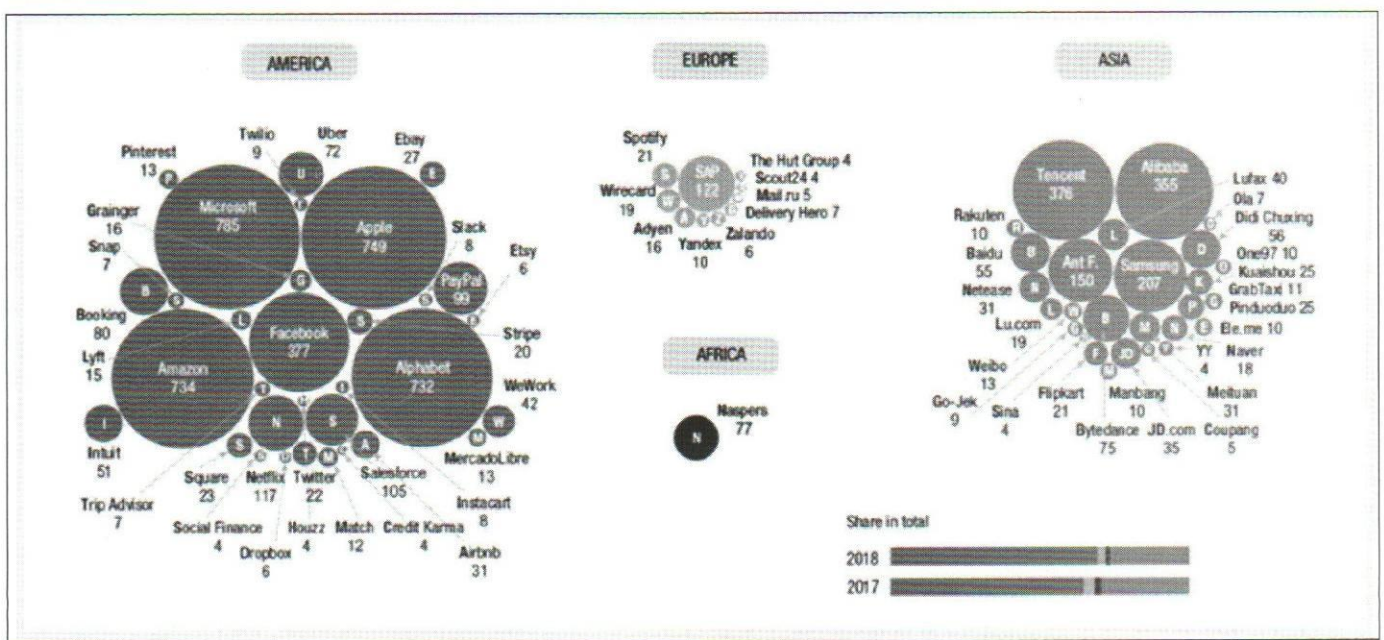 AMERICA
EUROPE
ASIA
Twilio
9
Uber
72
Ebay
27
Pinterest
13
P
U
E
Microsoft
785
Apple
749
Grainger
16
Snap
7
Slack
8
Etsy
6
G
PayPal
93
B
S
S
E
Booking
80
L
Facebook
377
S
Stripe
20
Lyft
15
Amazon
734
Alphabet
732
WeWork
42
I
N
S
W
M
Intuit
51
S
T
M
A
MercadoLibre
13
Square
23
Netflix
117
Twitter
22
Salesforce
105
Instacart
8
Trip Advisor
7
Social Finance
4
Houzz
4
Match
12
Credit Karma
4
Dropbox
6
Airbnb
31
Spotify
21
SAP
122
The Hut Group 4
Scout24 4
Mail.ru 5
Delivery Hero 7
Wirecard
19
S
W
A
Y
Z
Adyen
16
Yandex
10
Zalando
6
AFRICA
N
Naspers
77
Tencent
378
Alibaba
355
Lufax 40
Ola 7
Didi Chuxing
56
Rakuten
10
R
L
D
Baidu
55
B
Ant F.
150
Samsung
207
One97 10
Kuaishou 25
GrabTaxi 11
Pinduoduo 25
Netease
31
N
K
P
G
L
B
M
N
E
Ele.me 10
Lu.com
19
F
JD
M
YY
4
Naver
18
Weibo
13
Go-Jek
9
Sina
4
Flipkart
21
Manbang
10
Meituan
31
Bytedance
75
JD.com
35
Coupang
5
Share in total
2018
2017